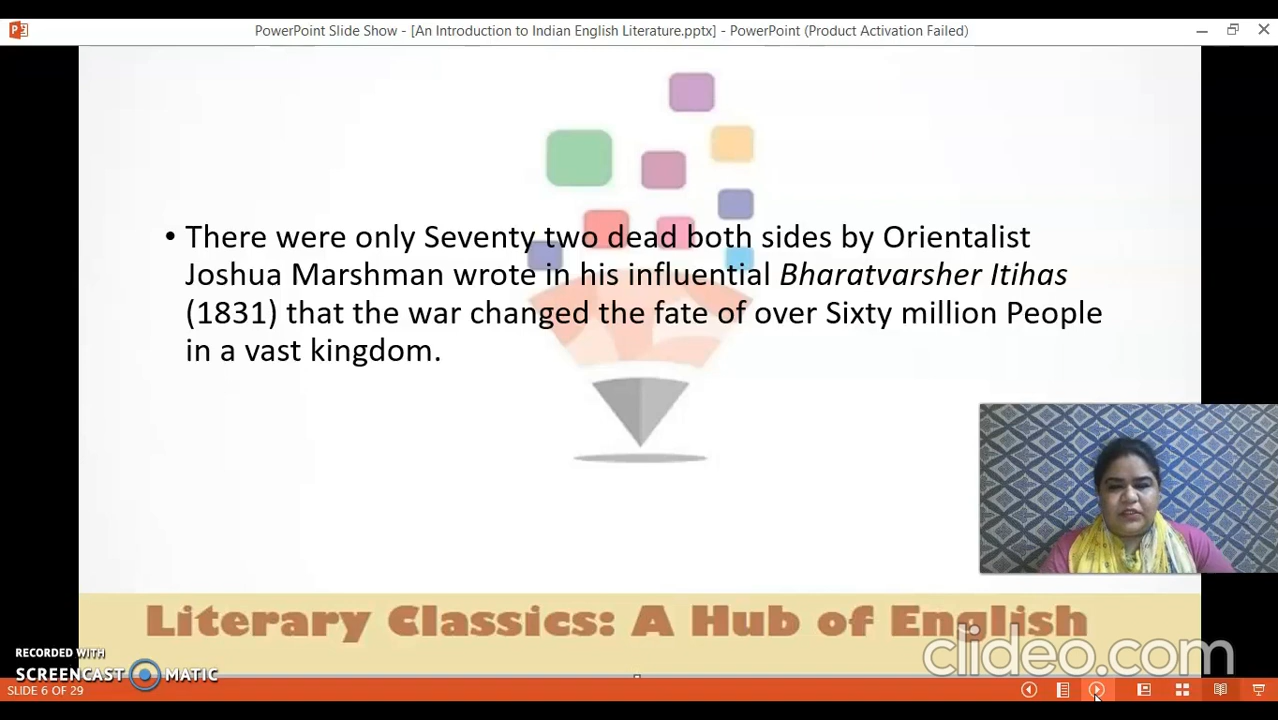 PowerPoint Slide Show - [An Introduction to Indian English Literature.pptx] - PowerPoint (Product Activation Failed)
• There were only Seventy two dead both sides by Orientalist
Joshua Marshman wrote in his influential Bharatvarsher Itihas
(1831) that the war changed the fate of over Sixty million People
in a vast kingdom.
Literary Classics: A Hub of English
clideo.com
RECORDED WITH
SCREENCAST MATIC
SLIDE 6 OF 29